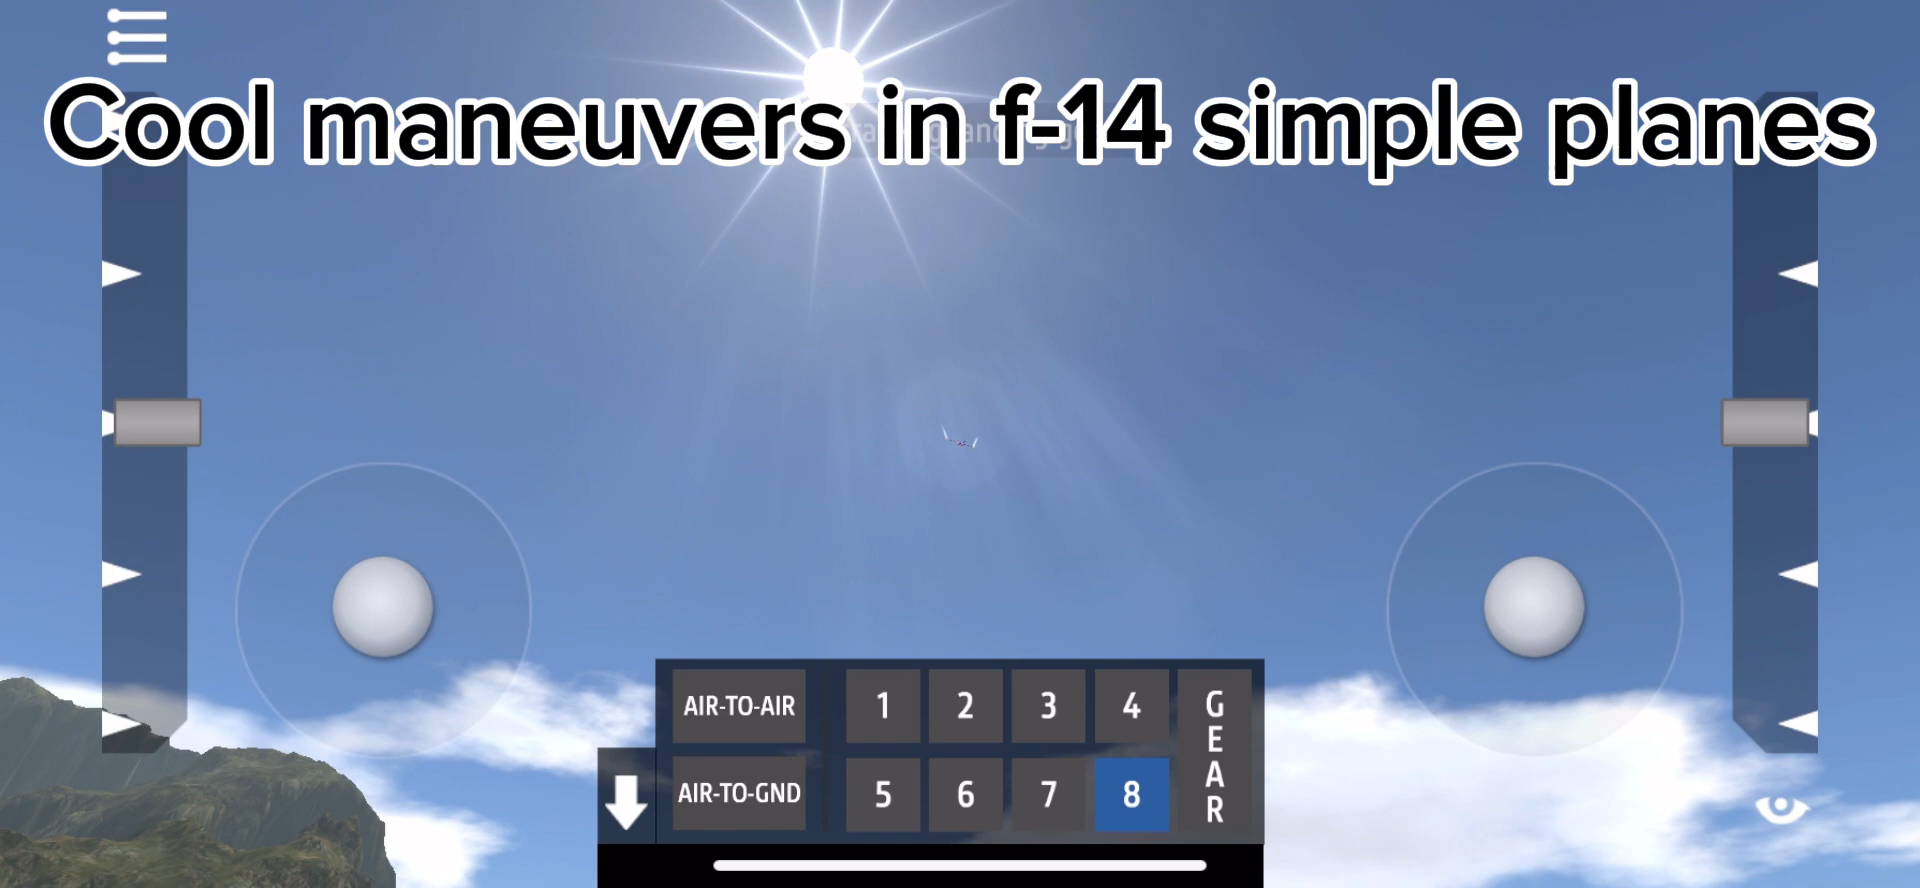 Cool maneuvers in f-14 simple planes
AIR-TO-AIR
1 2 3 4
GEAR
AIR-TO-GND
5 6 7 8